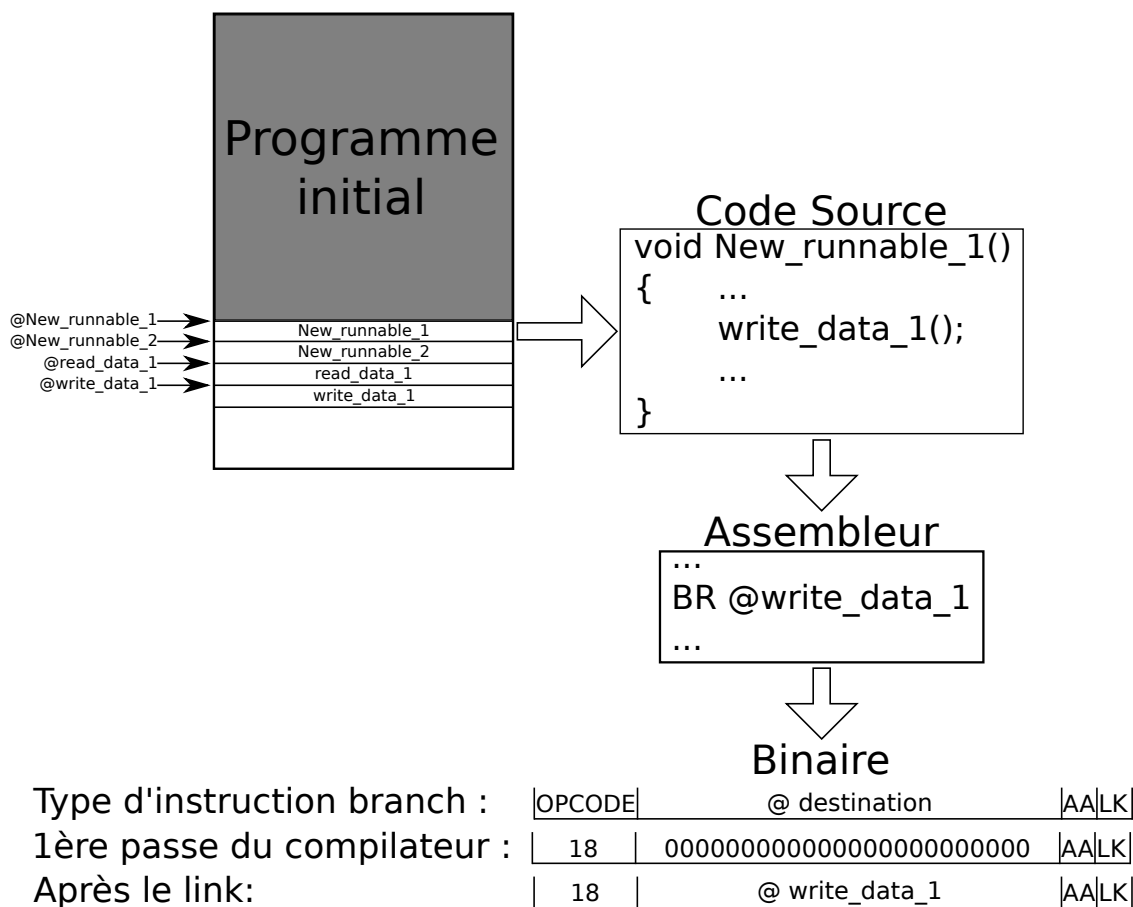 Programme
initial
@New_runnable_1
@New_runnable_2
@read_data_1
@write_data_1
New_runnable_1
New_runnable_2
read_data_1
write_data_1
Code Source
void New_runnable_1()
{ ...
write_data_1();
...
}
Assembleur
...
BR @write_data_1
...
Binaire
Type d'instruction branch : OPCODE @ destination AA LK
1ère passe du compilateur : 18 000000000000000000000000 AA LK
Après le link: 18 @ write_data_1 AA LK